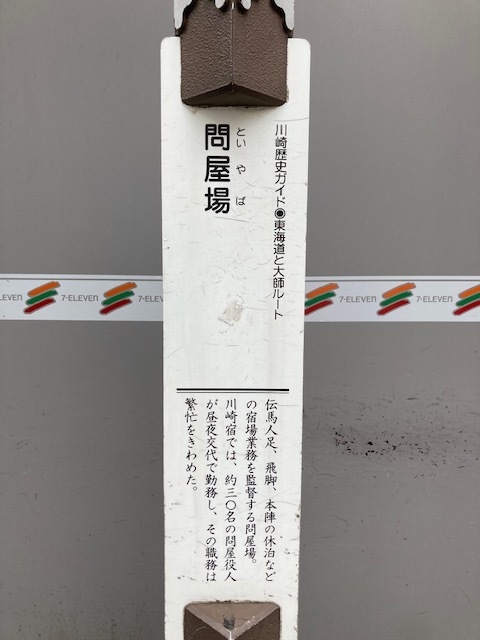 川崎歴史ガイド◉東海道と大師ルート
といやば
問屋場
伝馬人足、飛脚、本陣の休泊など
の宿場業務を監督する問屋場。
川崎宿では、約三〇名の問屋役人
が昼夜交代で勤務し、その職務は
繁忙をきわめた。
7-ELEVEN
7-ELEVEN
7-ELEVEN
7-ELEVEN